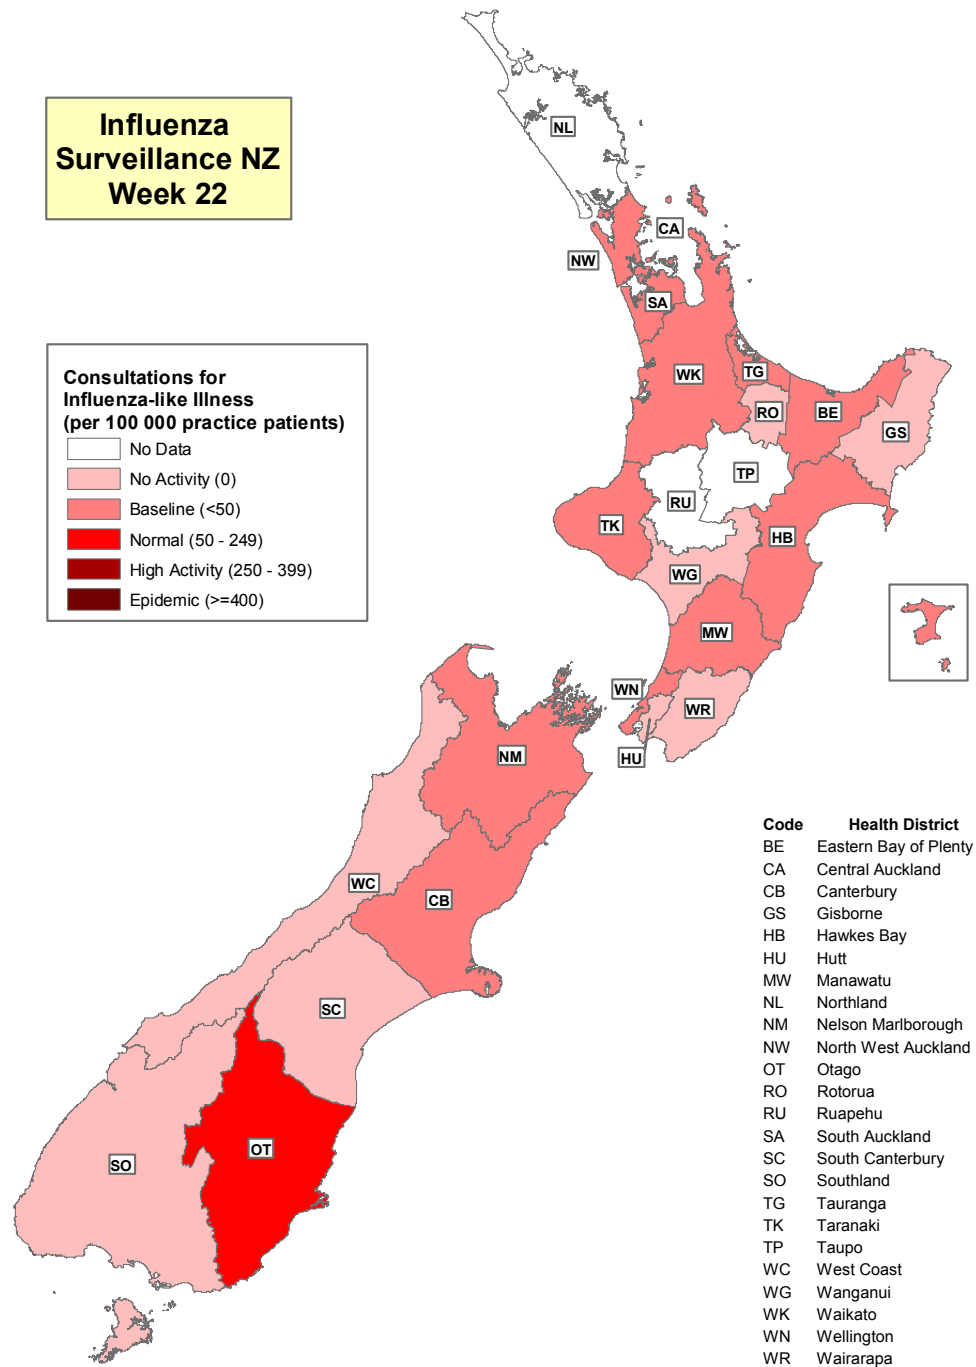 Influenza
Surveillance NZ
Week 22
NL
CA
NW
SA
WK
TG
RO
BE
GS
TP
RU
TK
HB
WG
MW
WN
WR
HU
NM
WC
CB
SC
OT
SO
Consultations for
Influenza-like Illness
(per 100 000 practice patients)
No Data
No Activity (0)
Baseline (<50)
Normal (50 - 249)
High Activity (250 - 399)
Epidemic (>=400)
Code Health District
BE Eastern Bay of Plenty
CA Central Auckland
CB Canterbury
GS Gisborne
HB Hawkes Bay
HU Hutt
MW Manawatu
NL Northland
NM Nelson Marlborough
NW North West Auckland
OT Otago
RO Rotorua
RU Ruapehu
SA South Auckland
SC South Canterbury
SO Southland
TG Tauranga
TK Taranaki
TP Taupo
WC West Coast
WG Wanganui
WK Waikato
WN Wellington
WR Wairarapa